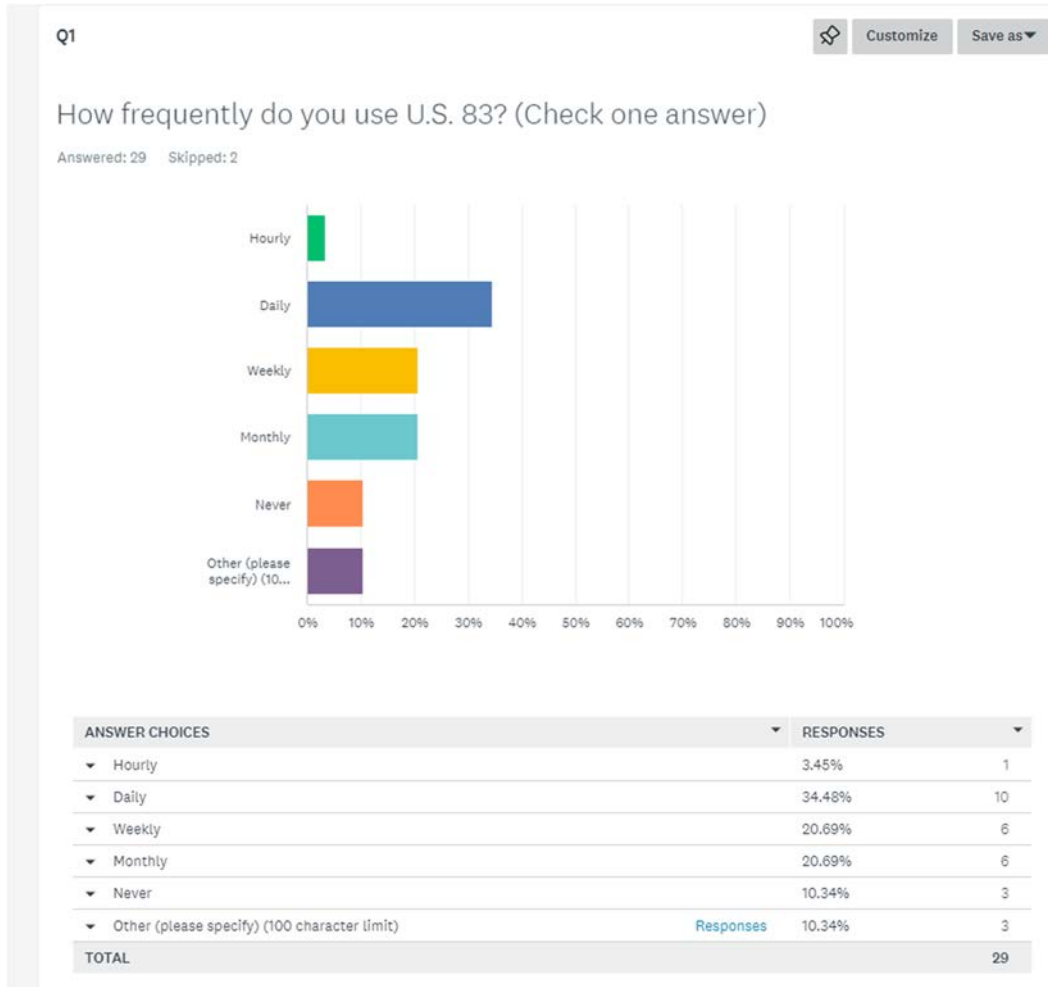 Q1 Customize Save as
How frequently do you use U.S. 83? (Check one answer)
Answered: 29 Skipped: 2
Hourly
Daily
Weekly
Monthly
Never
Other (please
specify) (10...
0% 10% 20% 30% 40% 50% 60% 70% 80% 90% 100%
ANSWER CHOICES RESPONSES
Hourly 3.45% 1
Daily 34.48% 10
Weekly 20.69% 6
Monthly 20.69% 6
Never 10.34% 3
Other (please specify) (100 character limit) Responses 10.34% 3
TOTAL 29